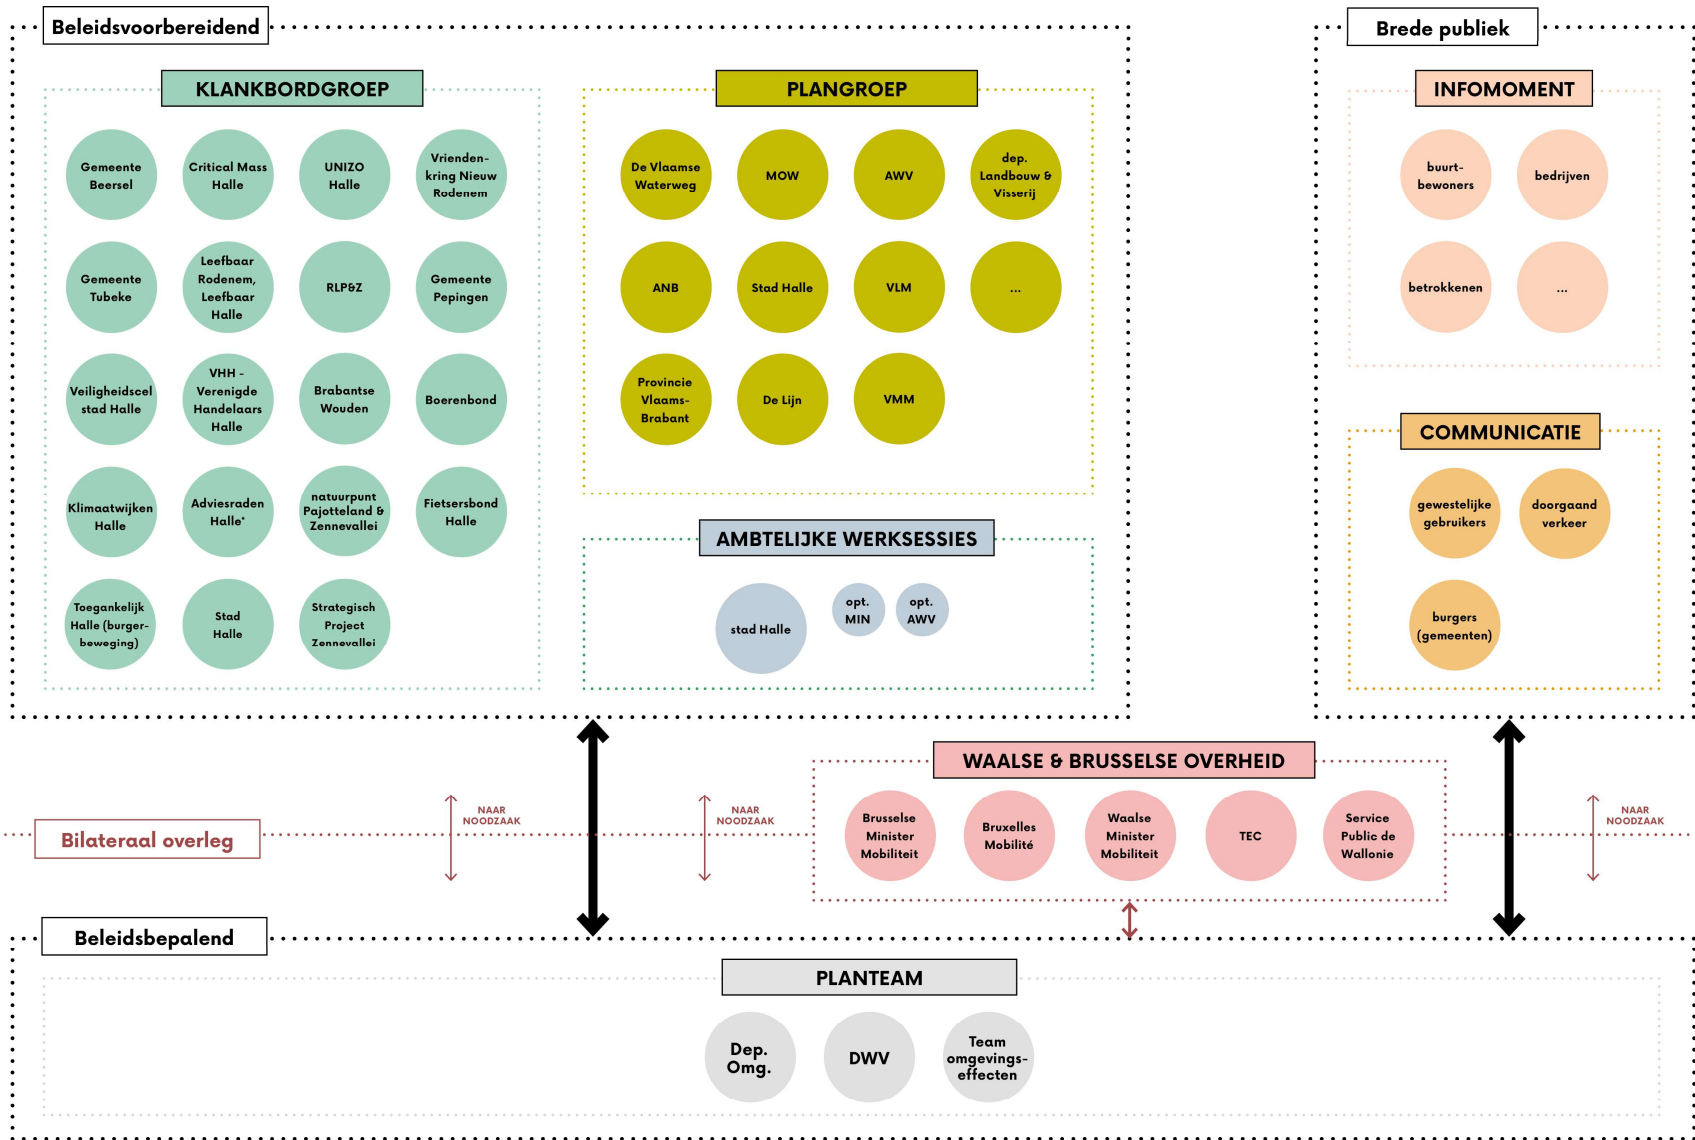 Beleidsvoorbereidend
KLANKBORDGROEP
Gemeente
Beersel
Critical Mass
Halle
UNIZO
Halle
Vrienden-
kring Nieuw
Rodenem
Gemeente
Tubeke
Leefbaar
Rodenem,
Leefbaar
Halle
RLP&Z
Gemeente
Pepingen
Veiligheidscel
stad Halle
VHH -
Verenigde
Handelaars
Halle
Brabantse
Wouden
Boerenbond
Klimaatwijken
Halle
Adviesraden
Halle*
natuurpunt
Pajotteland &
Zennevallei
Fietsersbond
Halle
Toegankelijk
Halle (burger-
beweging)
Stad
Halle
Strategisch
Project
Zennevallei
PLANGROEP
De Vlaamse
Waterweg
MOW
AWV
dep.
Landbouw &
Visserij
ANB
Stad Halle
VLM
...
Provincie
Vlaams-
Brabant
De Lijn
VMM
AMBTELIJKE WERKSESSIES
stad Halle
opt.
MIN
opt.
AWV
Brede publiek
INFOMOMENT
buurt-
bewoners
bedrijven
betrokkenen
...
COMMUNICATIE
gewestelijke
gebruikers
doorgaand
verkeer
burgers
(gemeenten)
Bilateraal overleg
NAAR
NOODZAAK
NAAR
NOODZAAK
WAALSE & BRUSSELSE OVERHEID
Brusselse
Minister
Mobiliteit
Bruxelles
Mobilité
Waalse
Minister
Mobiliteit
TEC
Service
Public de
Wallonie
NAAR
NOODZAAK
Beleidsbepalend
PLANTEAM
Dep.
Omg.
DWV
Team
omgevings-
effecten